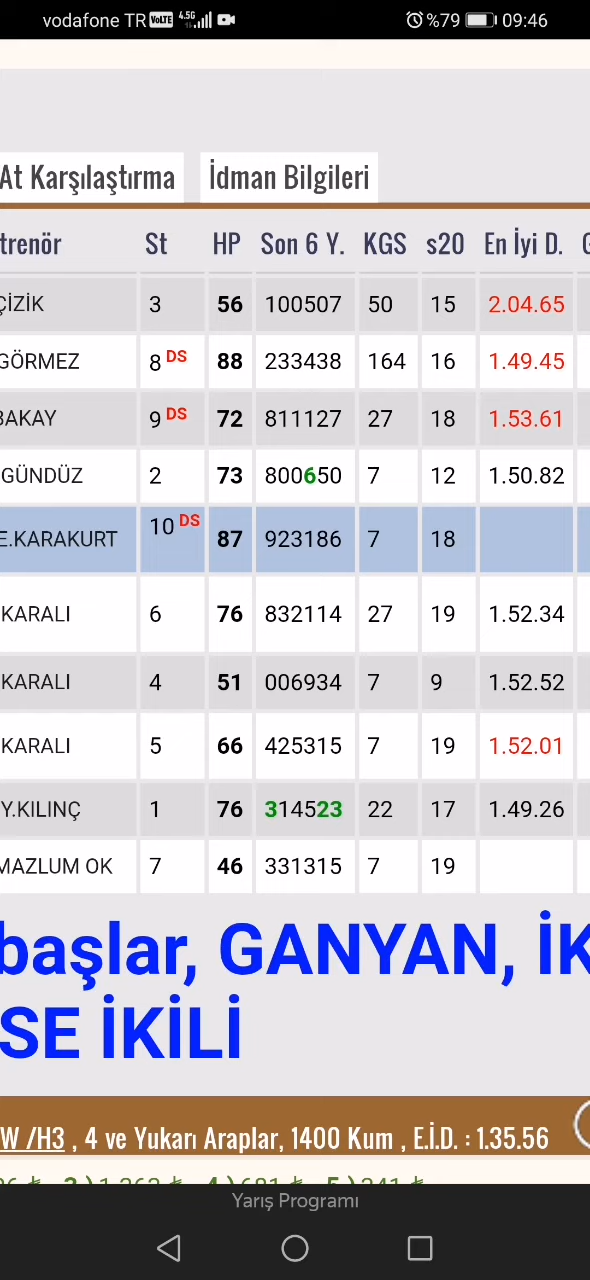 vodafone TR VoLTE 4.5G %79 09:46
At Karşılaştırma İdman Bilgileri
trenör St HP Son 6 Y. KGS s20 En İyi D.
ÇİZİK 3 56 100507 50 15 2.04.65
GÖRMEZ 8 DS 88 233438 164 16 1.49.45
BAKAY 9 DS 72 811127 27 18 1.53.61
GÜNDÜZ 2 73 800650 7 12 1.50.82
E.KARAKURT 10 DS 87 923186 7 18
KARALI 6 76 832114 27 19 1.52.34
KARALI 4 51 006934 7 9 1.52.52
KARALI 5 66 425315 7 19 1.52.01
Y.KILINÇ 1 76 314523 22 17 1.49.26
MAZLUM OK 7 46 331315 7 19
başlar, GANYAN, İK
SE İKİLİ
W /H3 , 4 ve Yukarı Araplar, 1400 Kum , E.İ.D. : 1.35.56
Yarış Programı